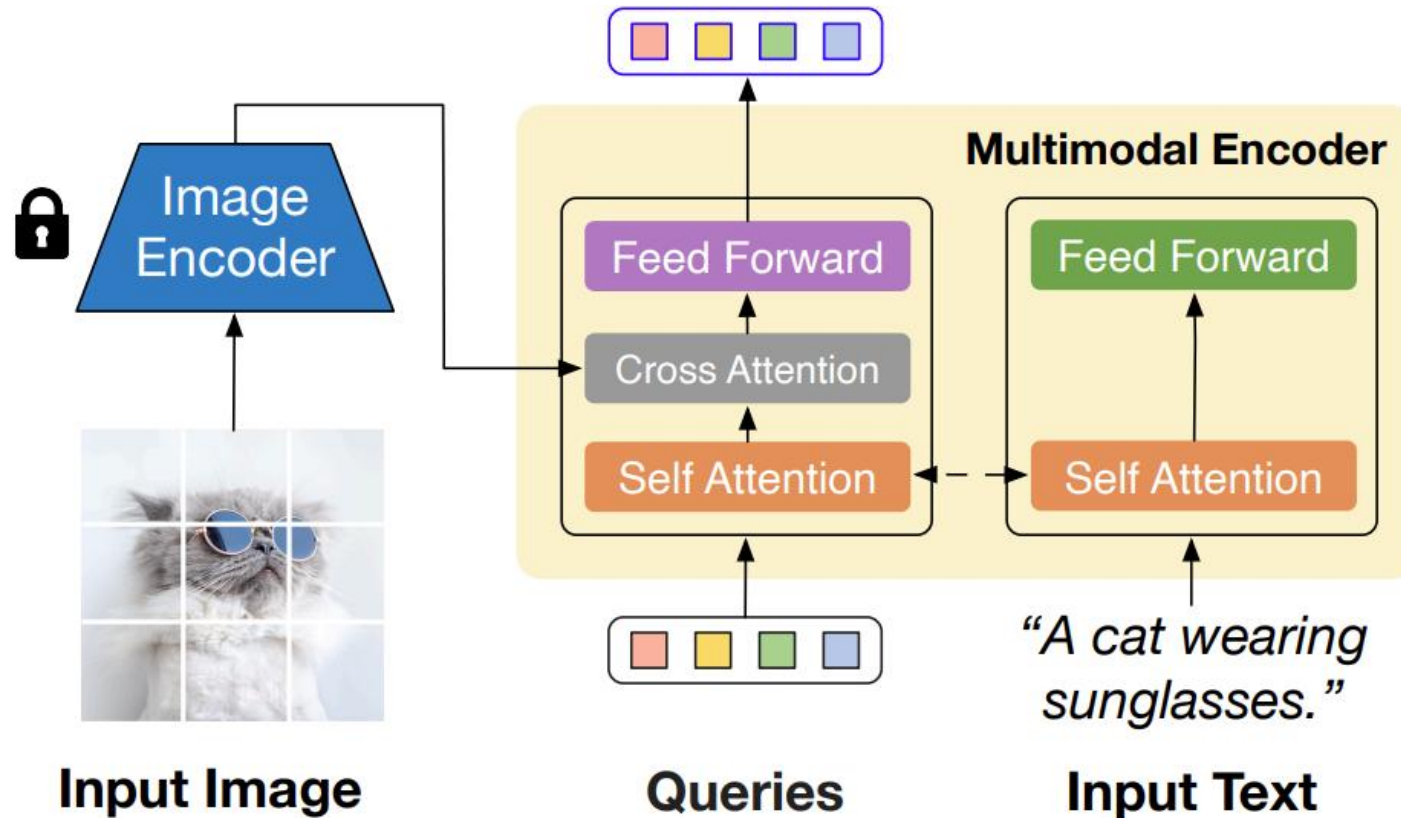 Multimodal Encoder
Image
Encoder
Feed Forward
Feed Forward
Cross Attention
Self Attention
Self Attention
“A cat wearing
sunglasses.”
Input Image
Queries
Input Text